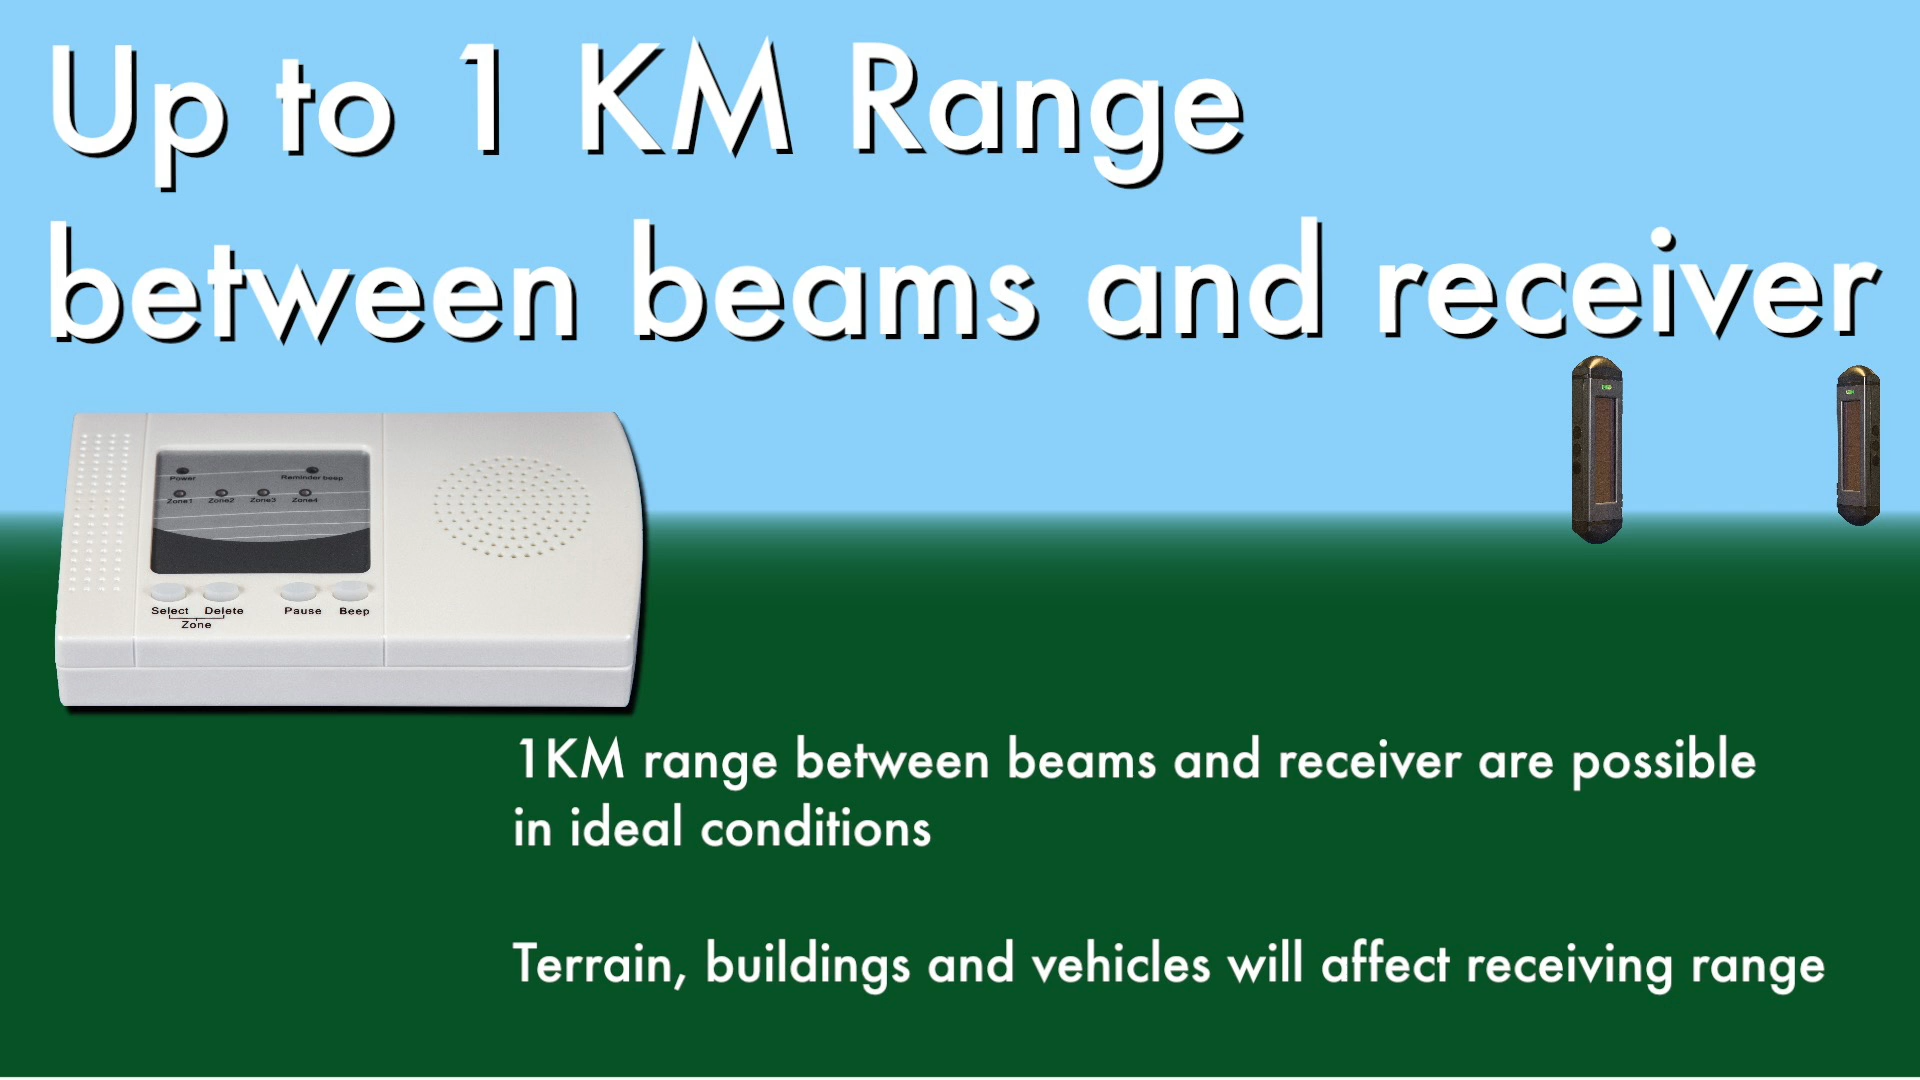 Up to 1 KM Range
between beams and receiver
Power Reminder beep
Zone1 Zone2 Zone3 Zone4
Select Delete Pause Beep
Zone
1KM range between beams and receiver are possible
in ideal conditions
Terrain, buildings and vehicles will affect receiving range